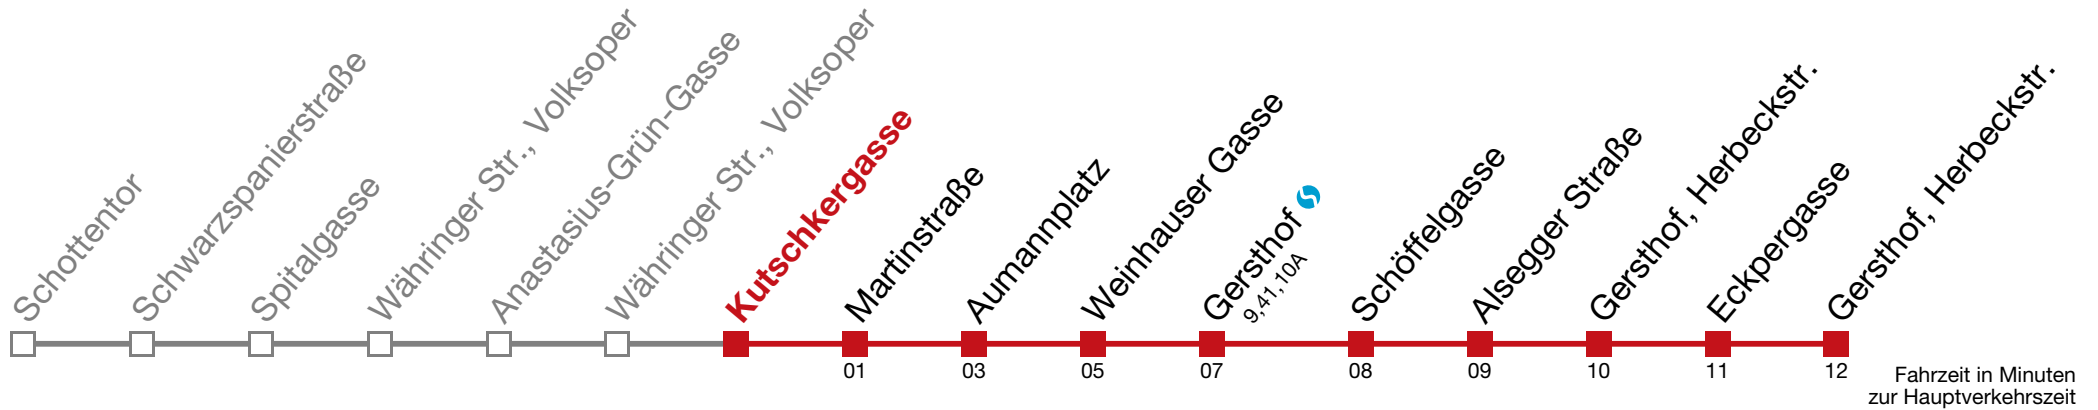 Schottentor
Schwarzspanierstraße
Spitalgasse
Währinger Str., Volksoper
Anastasius-Grün-Gasse
Währinger Str., Volksoper
Kutschkergasse
Martinstraße
Aumannplatz
Weinhauser Gasse
Gersthof
9,41,10A
Schöffelgasse
Alsegger Straße
Gersthof, Herbeckstr.
Eckpergasse
Gersthof, Herbeckstr.
01
03
05
07
08
09
10
11
12
Fahrzeit in Minuten
zur Hauptverkehrszeit